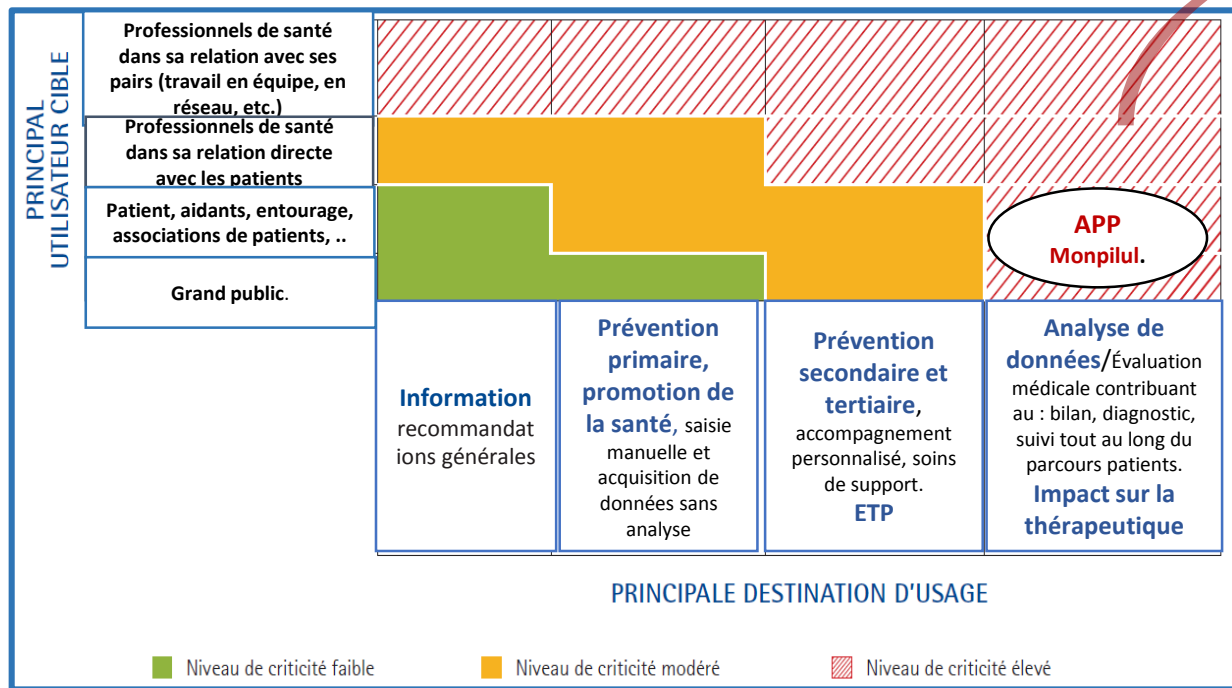 PRINCIPAL
UTILISATEUR CIBLE
Professionnels de santé
dans sa relation avec ses
pairs (travail en équipe, en
réseau, etc.)
Professionnels de santé
dans sa relation directe
avec les patients
Patient, aidants, entourage,
associations de patients, ..
Grand public.
APP
Monpilul.
Information
recommandat
ions générales
Prévention
primaire,
promotion de
la santé, saisie
manuelle et
acquisition de
données sans
analyse
Prévention
secondaire et
tertiaire,
accompagnement
personnalisé, soins
de support.
ETP
Analyse de
données/Évaluation
médicale contribuant
au : bilan, diagnostic,
suivi tout au long du
parcours patients.
Impact sur la
thérapeutique
PRINCIPALE DESTINATION D'USAGE
Niveau de criticité faible
Niveau de criticité modéré
Niveau de criticité élevé